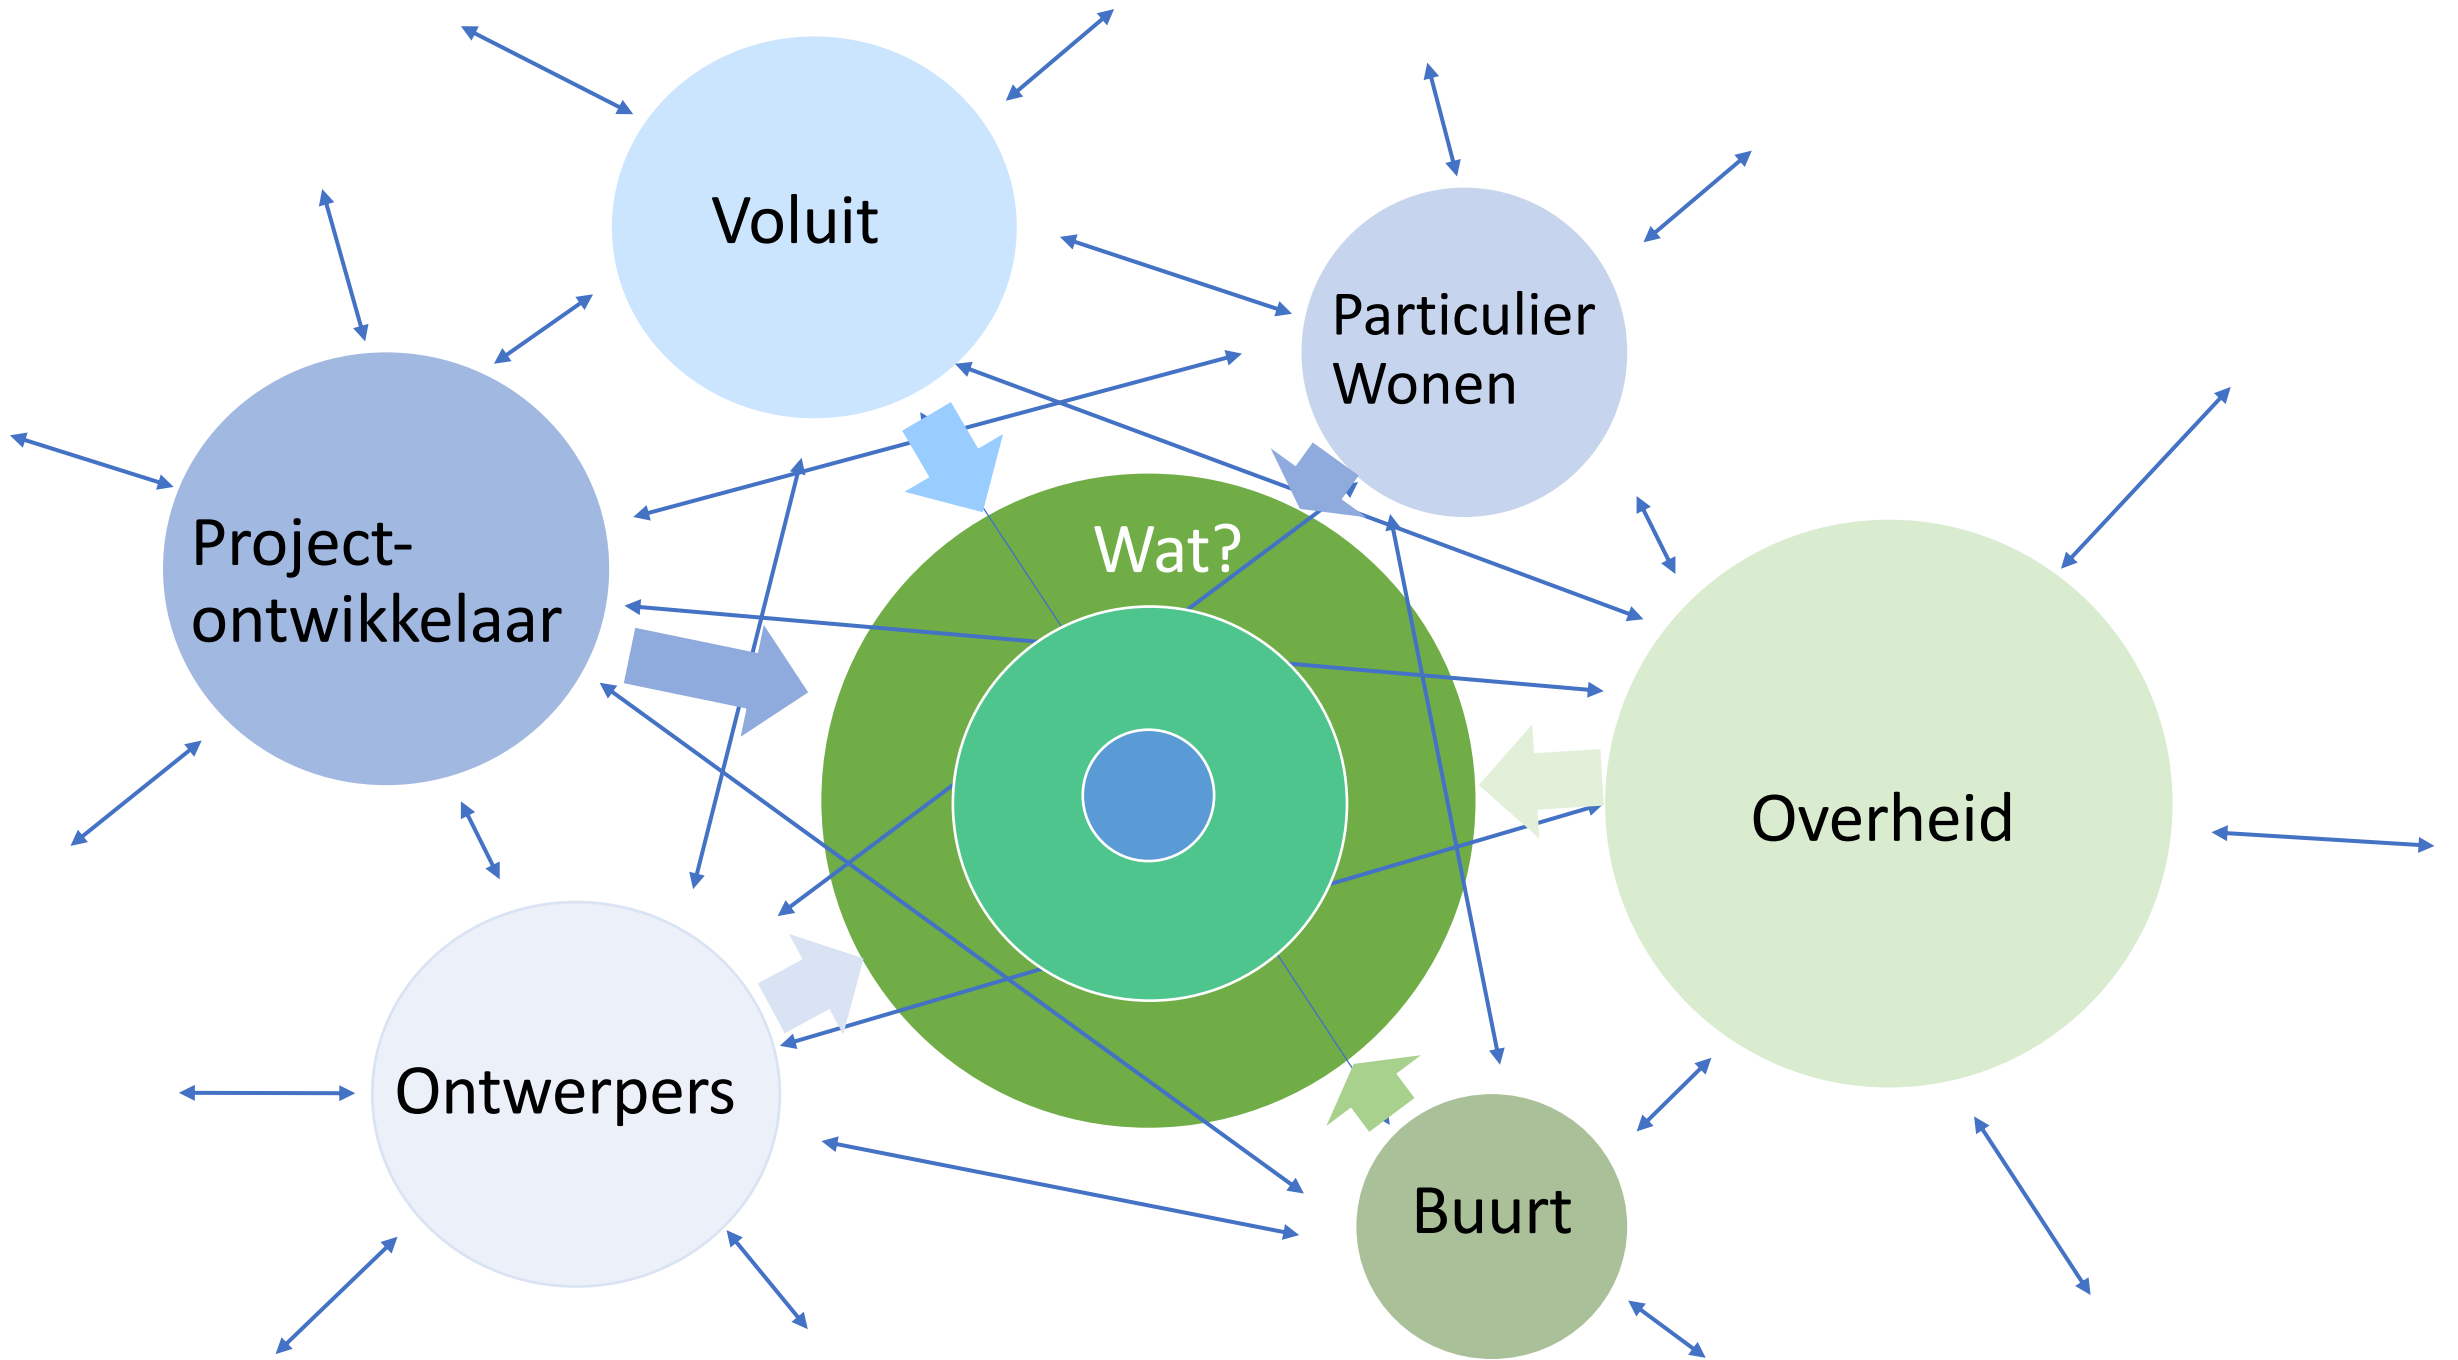 Voluit
Particulier
Wonen
Project-
ontwikkelaar
Wat?
Overheid
Ontwerpers
Buurt